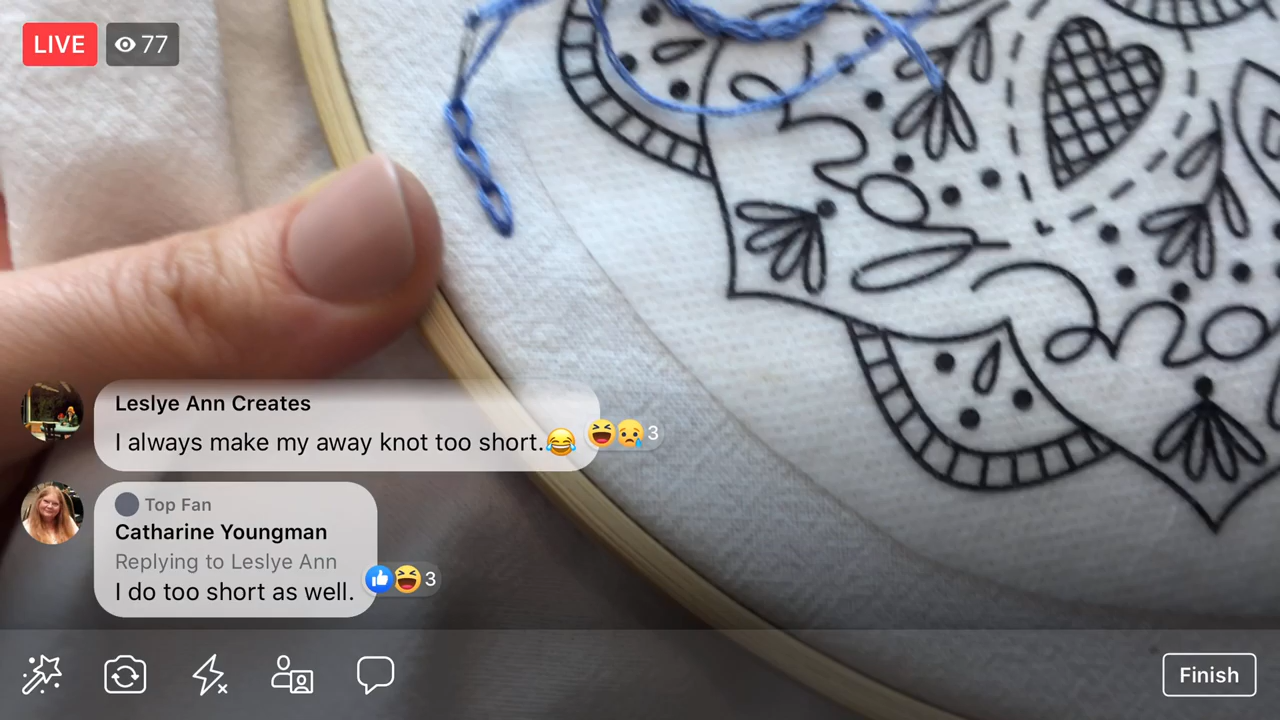 LIVE 77
Leslye Ann Creates
I always make my away knot too short.😂
3
Top Fan
Catharine Youngman
Replying to Leslye Ann
I do too short as well.
3
Finish